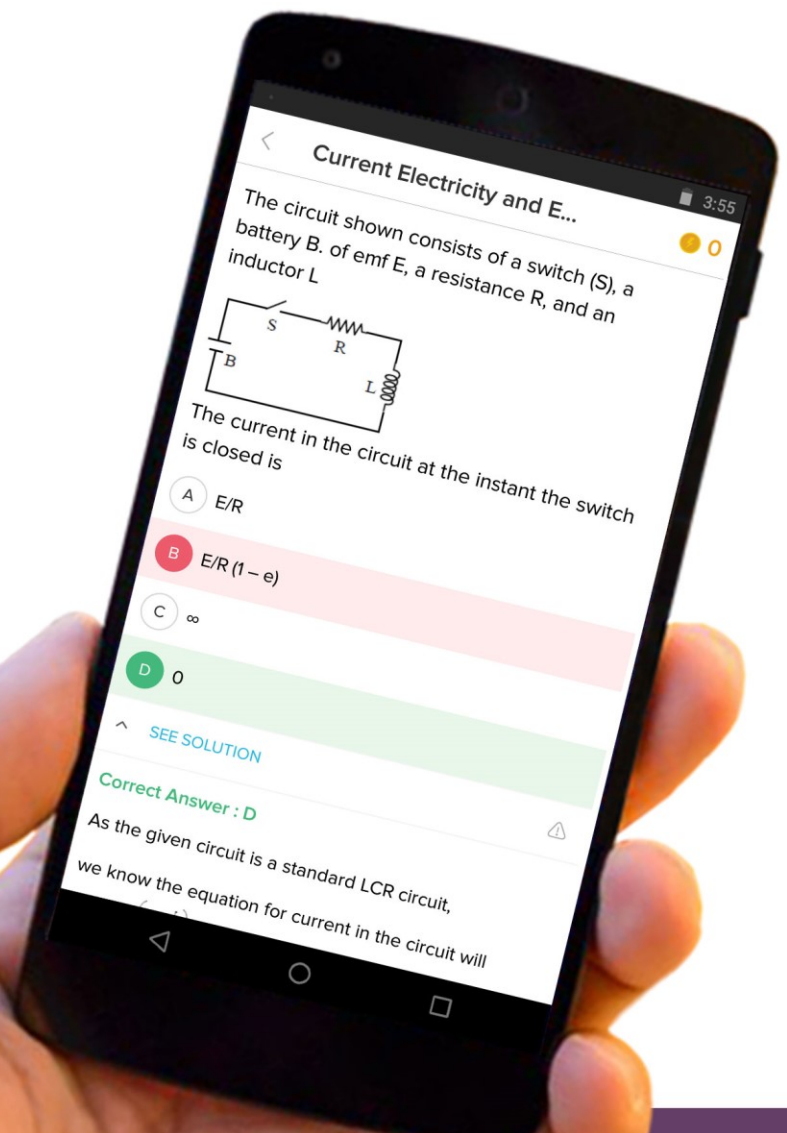 3:55
Current Electricity and E...
0
The circuit shown consists of a switch (S), a
battery B. of emf E, a resistance R, and an
inductor L
S
R
B
L
The current in the circuit at the instant the switch
is closed is
A E/R
B E/R (1 – e)
C ∞
D 0
SEE SOLUTION
Correct Answer : D
As the given circuit is a standard LCR circuit,
we know the equation for current in the circuit will